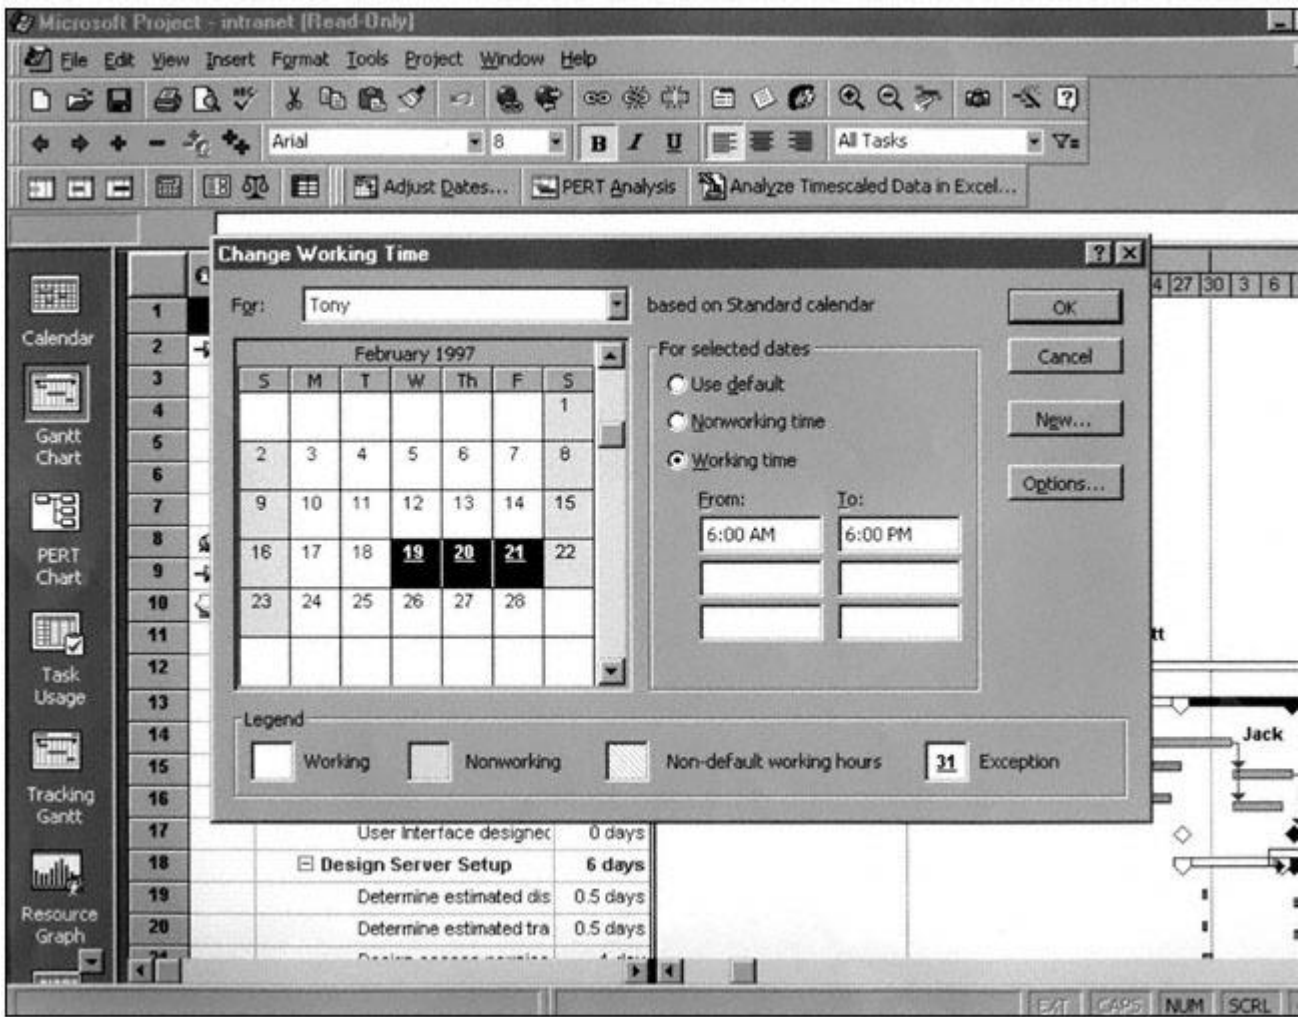 Microsoft Project - intranet [Read-Only]
File Edit View Insert Format Tools Project Window Help
Arial 8 B I U All Tasks
Adjust Dates... PERT Analysis Analyze Timescaled Data in Excel...
Change Working Time
For: Tony based on Standard calendar
OK
Cancel
New...
Options...
February 1997
S M T W Th F S
1
2 3 4 5 6 7 8
9 10 11 12 13 14 15
16 17 18 19 20 21 22
23 24 25 26 27 28
For selected dates
Use default
Nonworking time
Working time
From: To:
6:00 AM 6:00 PM
Legend
Working Nonworking Non-default working hours 31 Exception
Calendar
Gantt
Chart
PERT
Chart
Task
Usage
Tracking
Gantt
Resource
Graph
1
2
3
4
5
6
7
8
9
10
11
12
13
14
15
16
17 User Interface designed 0 days
18 Design Server Setup 6 days
19 Determine estimated dis 0.5 days
20 Determine estimated tra 0.5 days
4 27 30 3 6
tt
Jack
EXT CAPS NUM SCRL